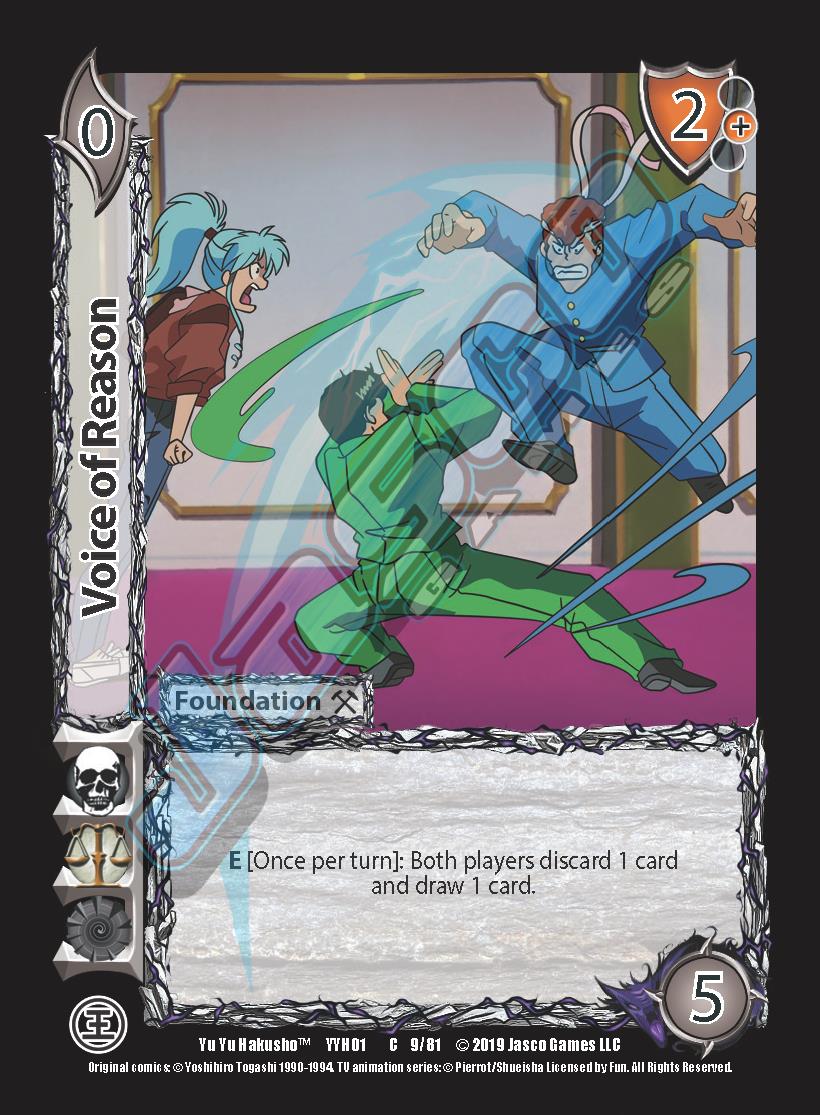 0
2
+
Voice of Reason
Foundation
E [Once per turn]: Both players discard 1 card
and draw 1 card.
5
王
Yu Yu Hakusho™ YYH01 C 9/81 © 2019 Jasco Games LLC
Original comics: © Yoshihiro Togashi 1990-1994. TV animation series: © Pierrot/Shueisha Licensed by Fun. All Rights Reserved.